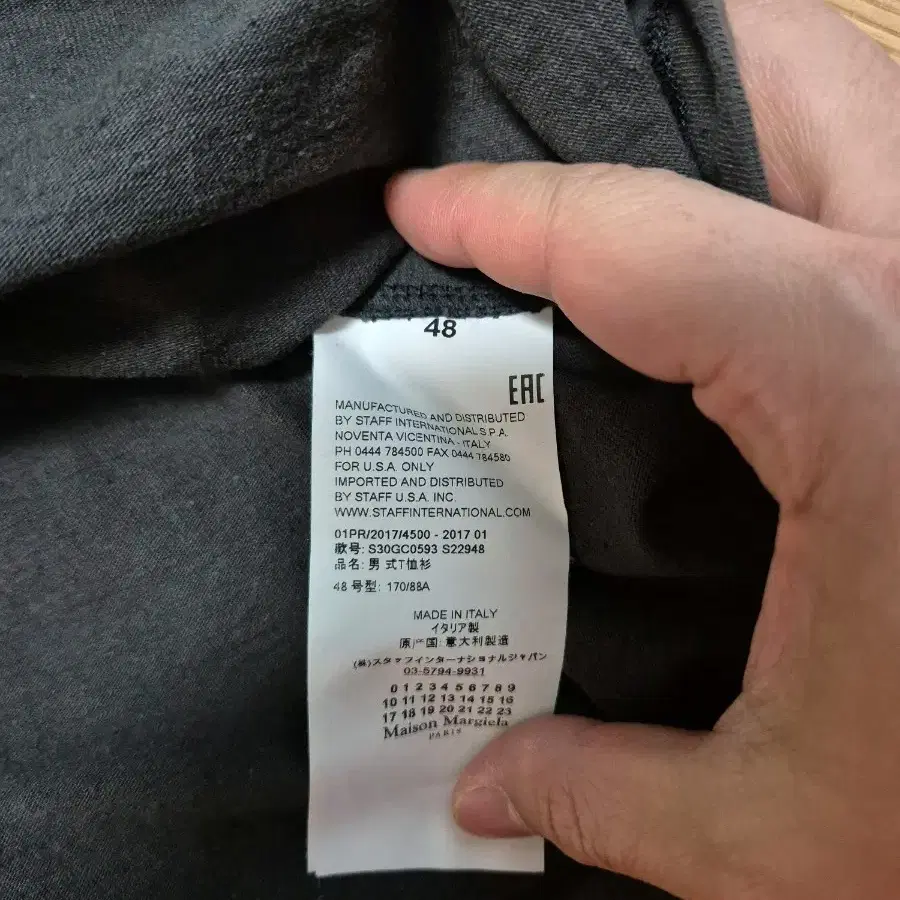 48
EAC
MANUFACTURED AND DISTRIBUTED
BY STAFF INTERNATIONAL S.P.A.
NOVENTA VICENTINA - ITALY
PH 0444 784500 FAX 0444 784580
FOR U.S.A. ONLY
IMPORTED AND DISTRIBUTED
BY STAFF U.S.A. INC.
WWW.STAFFINTERNATIONAL.COM
01PR/2017/4500 - 2017 01
款号: S30GC0593 S22948
品名: 男 式T恤衫
48 号型: 170/88A
MADE IN ITALY
イタリア製
原产国: 意大利製造
(株)スタッフインターナショナルジャパン
03-5794-9931
0 1 2 3 4 5 6 7 8 9
10 11 12 13 14 15 16
17 18 19 20 21 22 23
Maison Margiela
PARIS